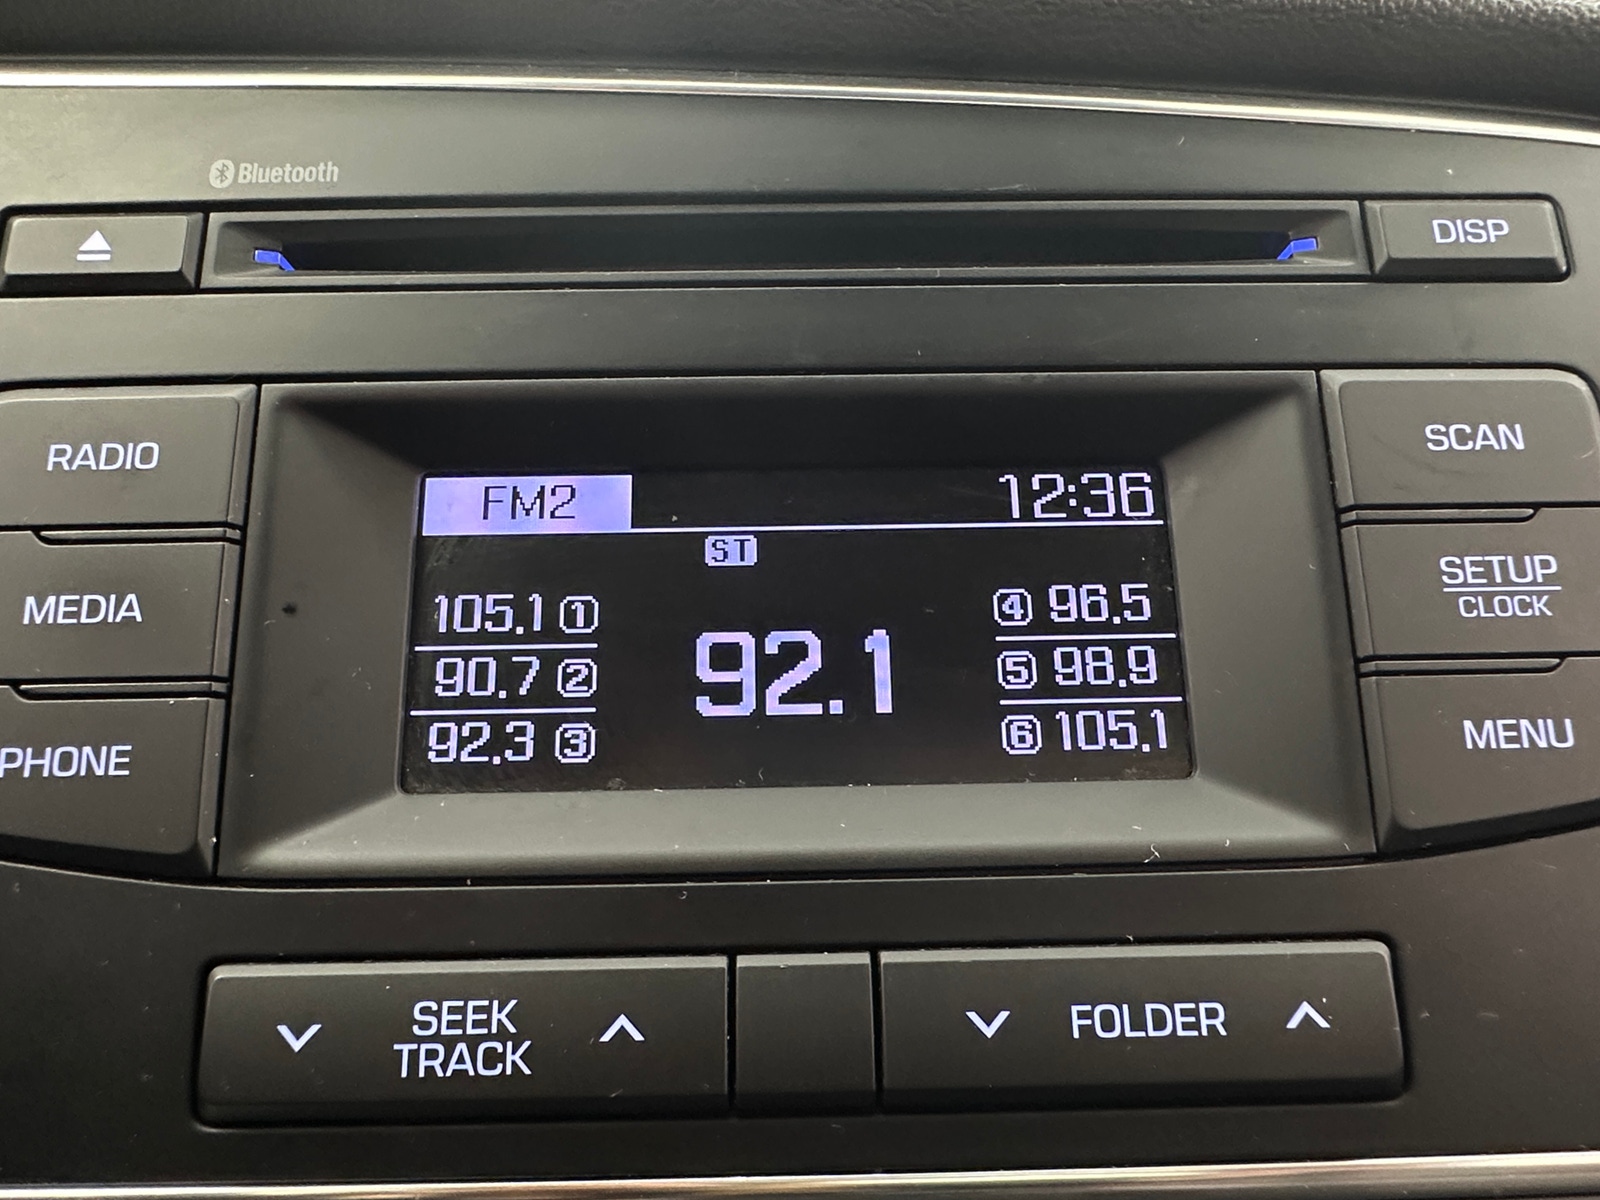 Bluetooth
DISP
RADIO
MEDIA
PHONE
FM2 12:36
ST
105.1 1
90.7 2
92.3 3
92.1
4 96.5
5 98.9
6 105.1
SCAN
SETUP
CLOCK
MENU
SEEK
TRACK
FOLDER